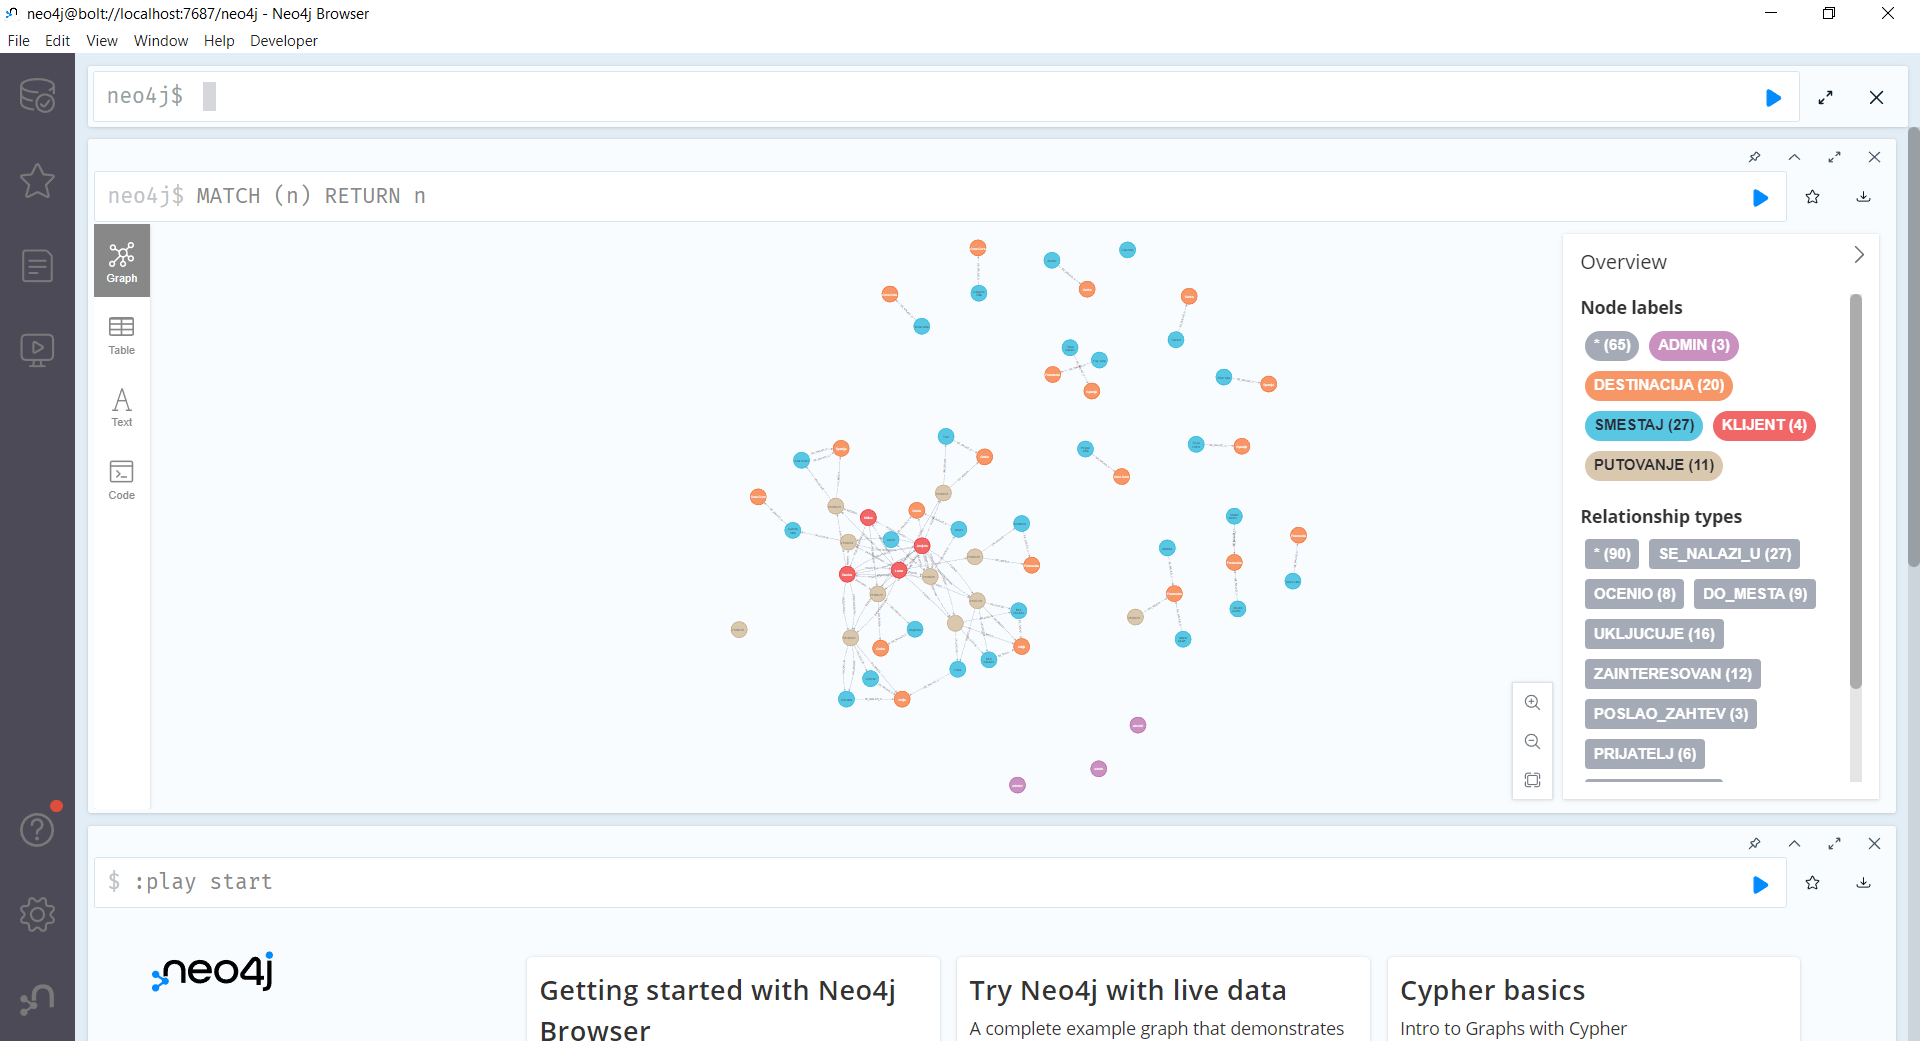 neo4j@bolt://localhost:7687/neo4j - Neo4j Browser
File Edit View Window Help Developer
neo4j$
neo4j$ MATCH (n) RETURN n
Graph
Table
Text
Code
Overview
Node labels
* (65) ADMIN (3)
DESTINACIJA (20)
SMESTAJ (27) KLIJENT (4)
PUTOVANJE (11)
Relationship types
* (90) SE_NALAZI_U (27)
OCENIO (8) DO_MESTA (9)
UKLJUCUJE (16)
ZAINTERESOVAN (12)
POSLAO_ZAHTEV (3)
PRIJATELJ (6)
$ :play start
neo4j
Getting started with Neo4j
Browser
Try Neo4j with live data
A complete example graph that demonstrates
Cypher basics
Intro to Graphs with Cypher